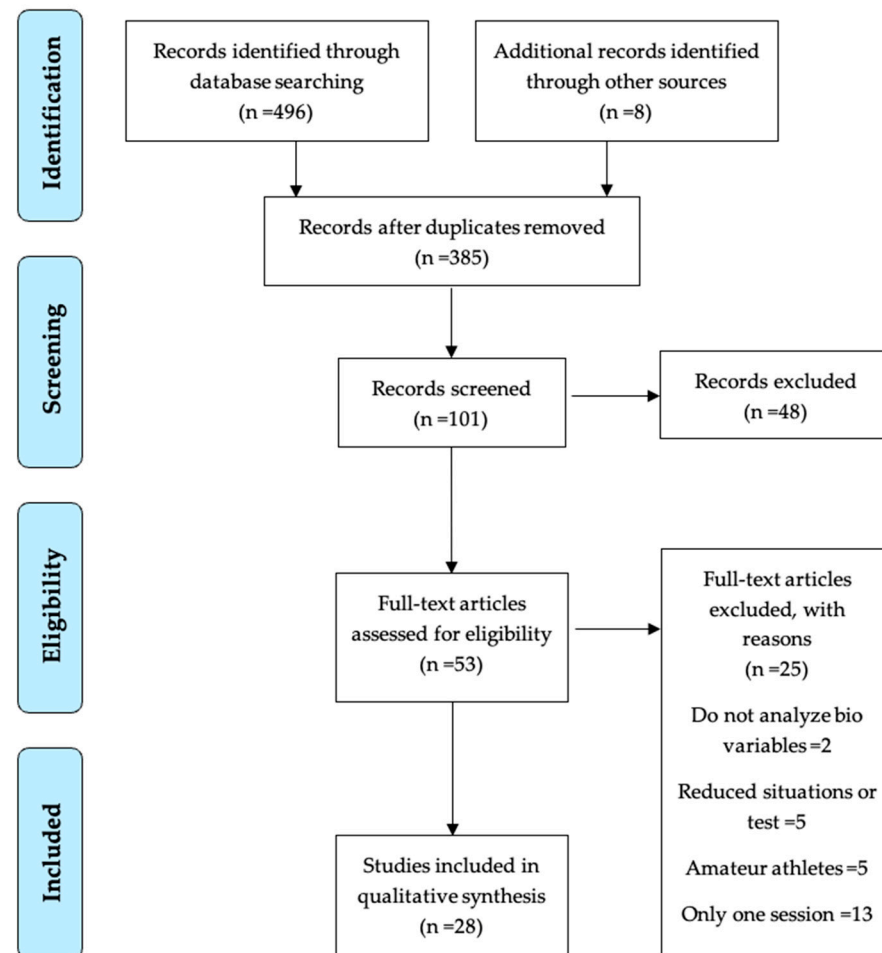 Identification
Records identified through
database searching
(n =496)
Additional records identified
through other sources
(n =8)
Records after duplicates removed
(n =385)
Screening
Records screened
(n =101)
Records excluded
(n =48)
Eligibility
Full-text articles
assessed for eligibility
(n =53)
Full-text articles
excluded, with
reasons
(n =25)
Do not analyze bio
variables =2
Reduced situations or
test =5
Amateur athletes =5
Only one session =13
Included
Studies included in
qualitative synthesis
(n =28)